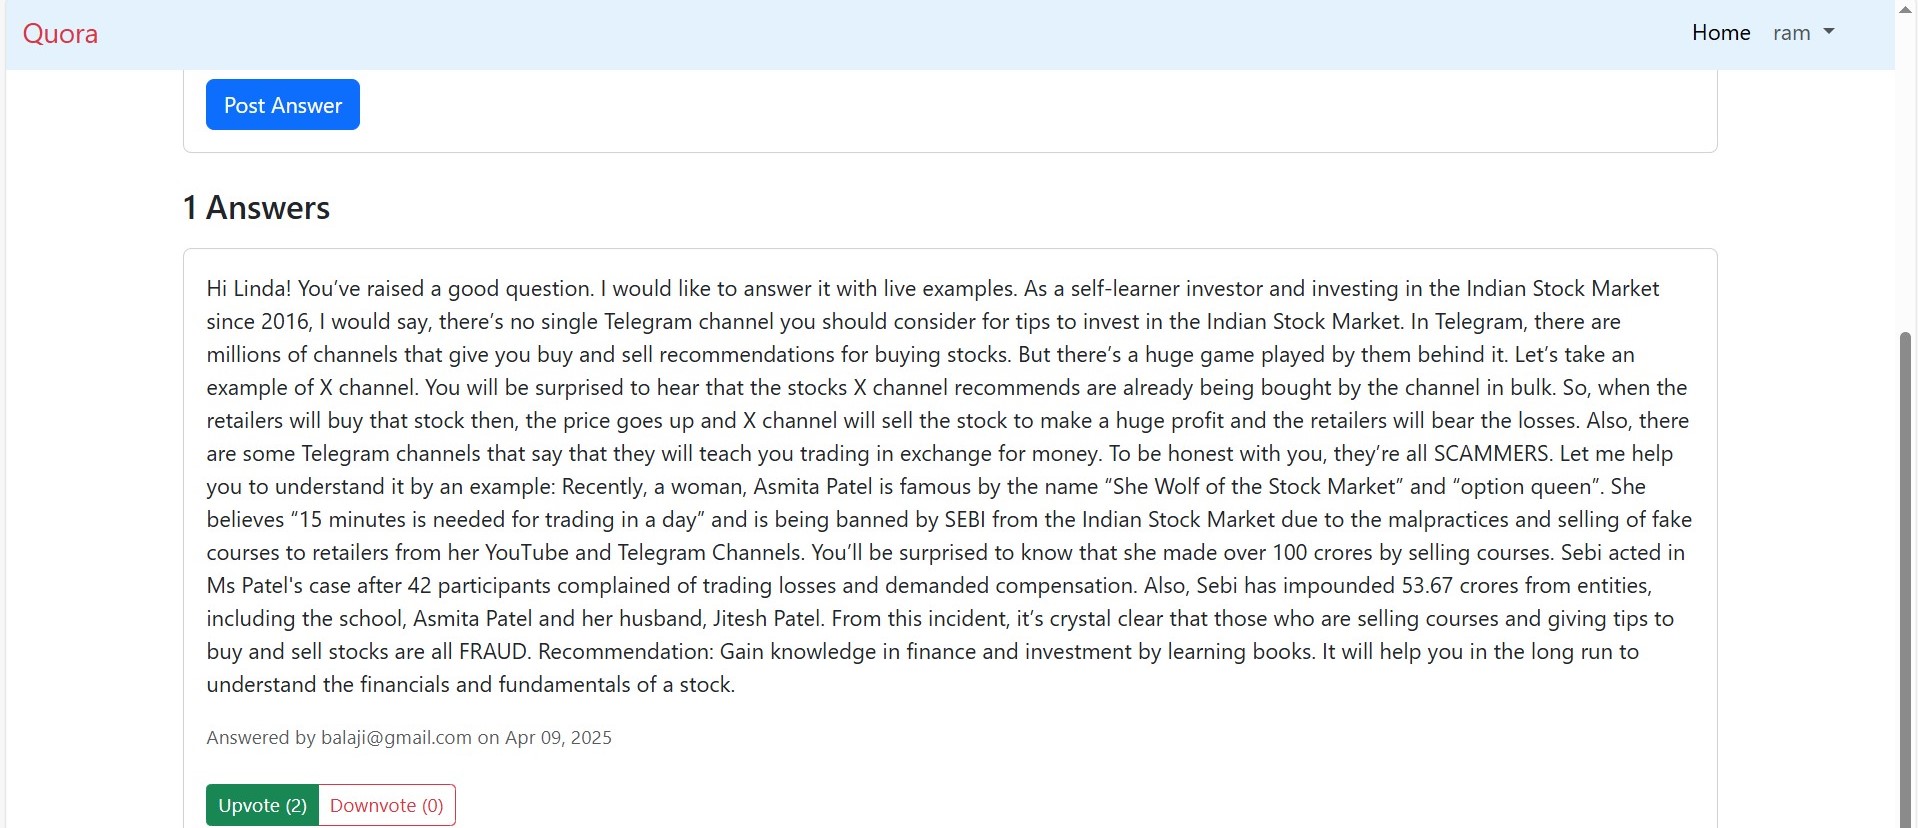 Quora
Home ram
Post Answer
1 Answers
Hi Linda! You’ve raised a good question. I would like to answer it with live examples. As a self-learner investor and investing in the Indian Stock Market
since 2016, I would say, there’s no single Telegram channel you should consider for tips to invest in the Indian Stock Market. In Telegram, there are
millions of channels that give you buy and sell recommendations for buying stocks. But there’s a huge game played by them behind it. Let’s take an
example of X channel. You will be surprised to hear that the stocks X channel recommends are already being bought by the channel in bulk. So, when the
retailers will buy that stock then, the price goes up and X channel will sell the stock to make a huge profit and the retailers will bear the losses. Also, there
are some Telegram channels that say that they will teach you trading in exchange for money. To be honest with you, they’re all SCAMMERS. Let me help
you to understand it by an example: Recently, a woman, Asmita Patel is famous by the name “She Wolf of the Stock Market” and “option queen”. She
believes “15 minutes is needed for trading in a day” and is being banned by SEBI from the Indian Stock Market due to the malpractices and selling of fake
courses to retailers from her YouTube and Telegram Channels. You’ll be surprised to know that she made over 100 crores by selling courses. Sebi acted in
Ms Patel's case after 42 participants complained of trading losses and demanded compensation. Also, Sebi has impounded 53.67 crores from entities,
including the school, Asmita Patel and her husband, Jitesh Patel. From this incident, it’s crystal clear that those who are selling courses and giving tips to
buy and sell stocks are all FRAUD. Recommendation: Gain knowledge in finance and investment by learning books. It will help you in the long run to
understand the financials and fundamentals of a stock.
Answered by balaji@gmail.com on Apr 09, 2025
Upvote (2) Downvote (0)